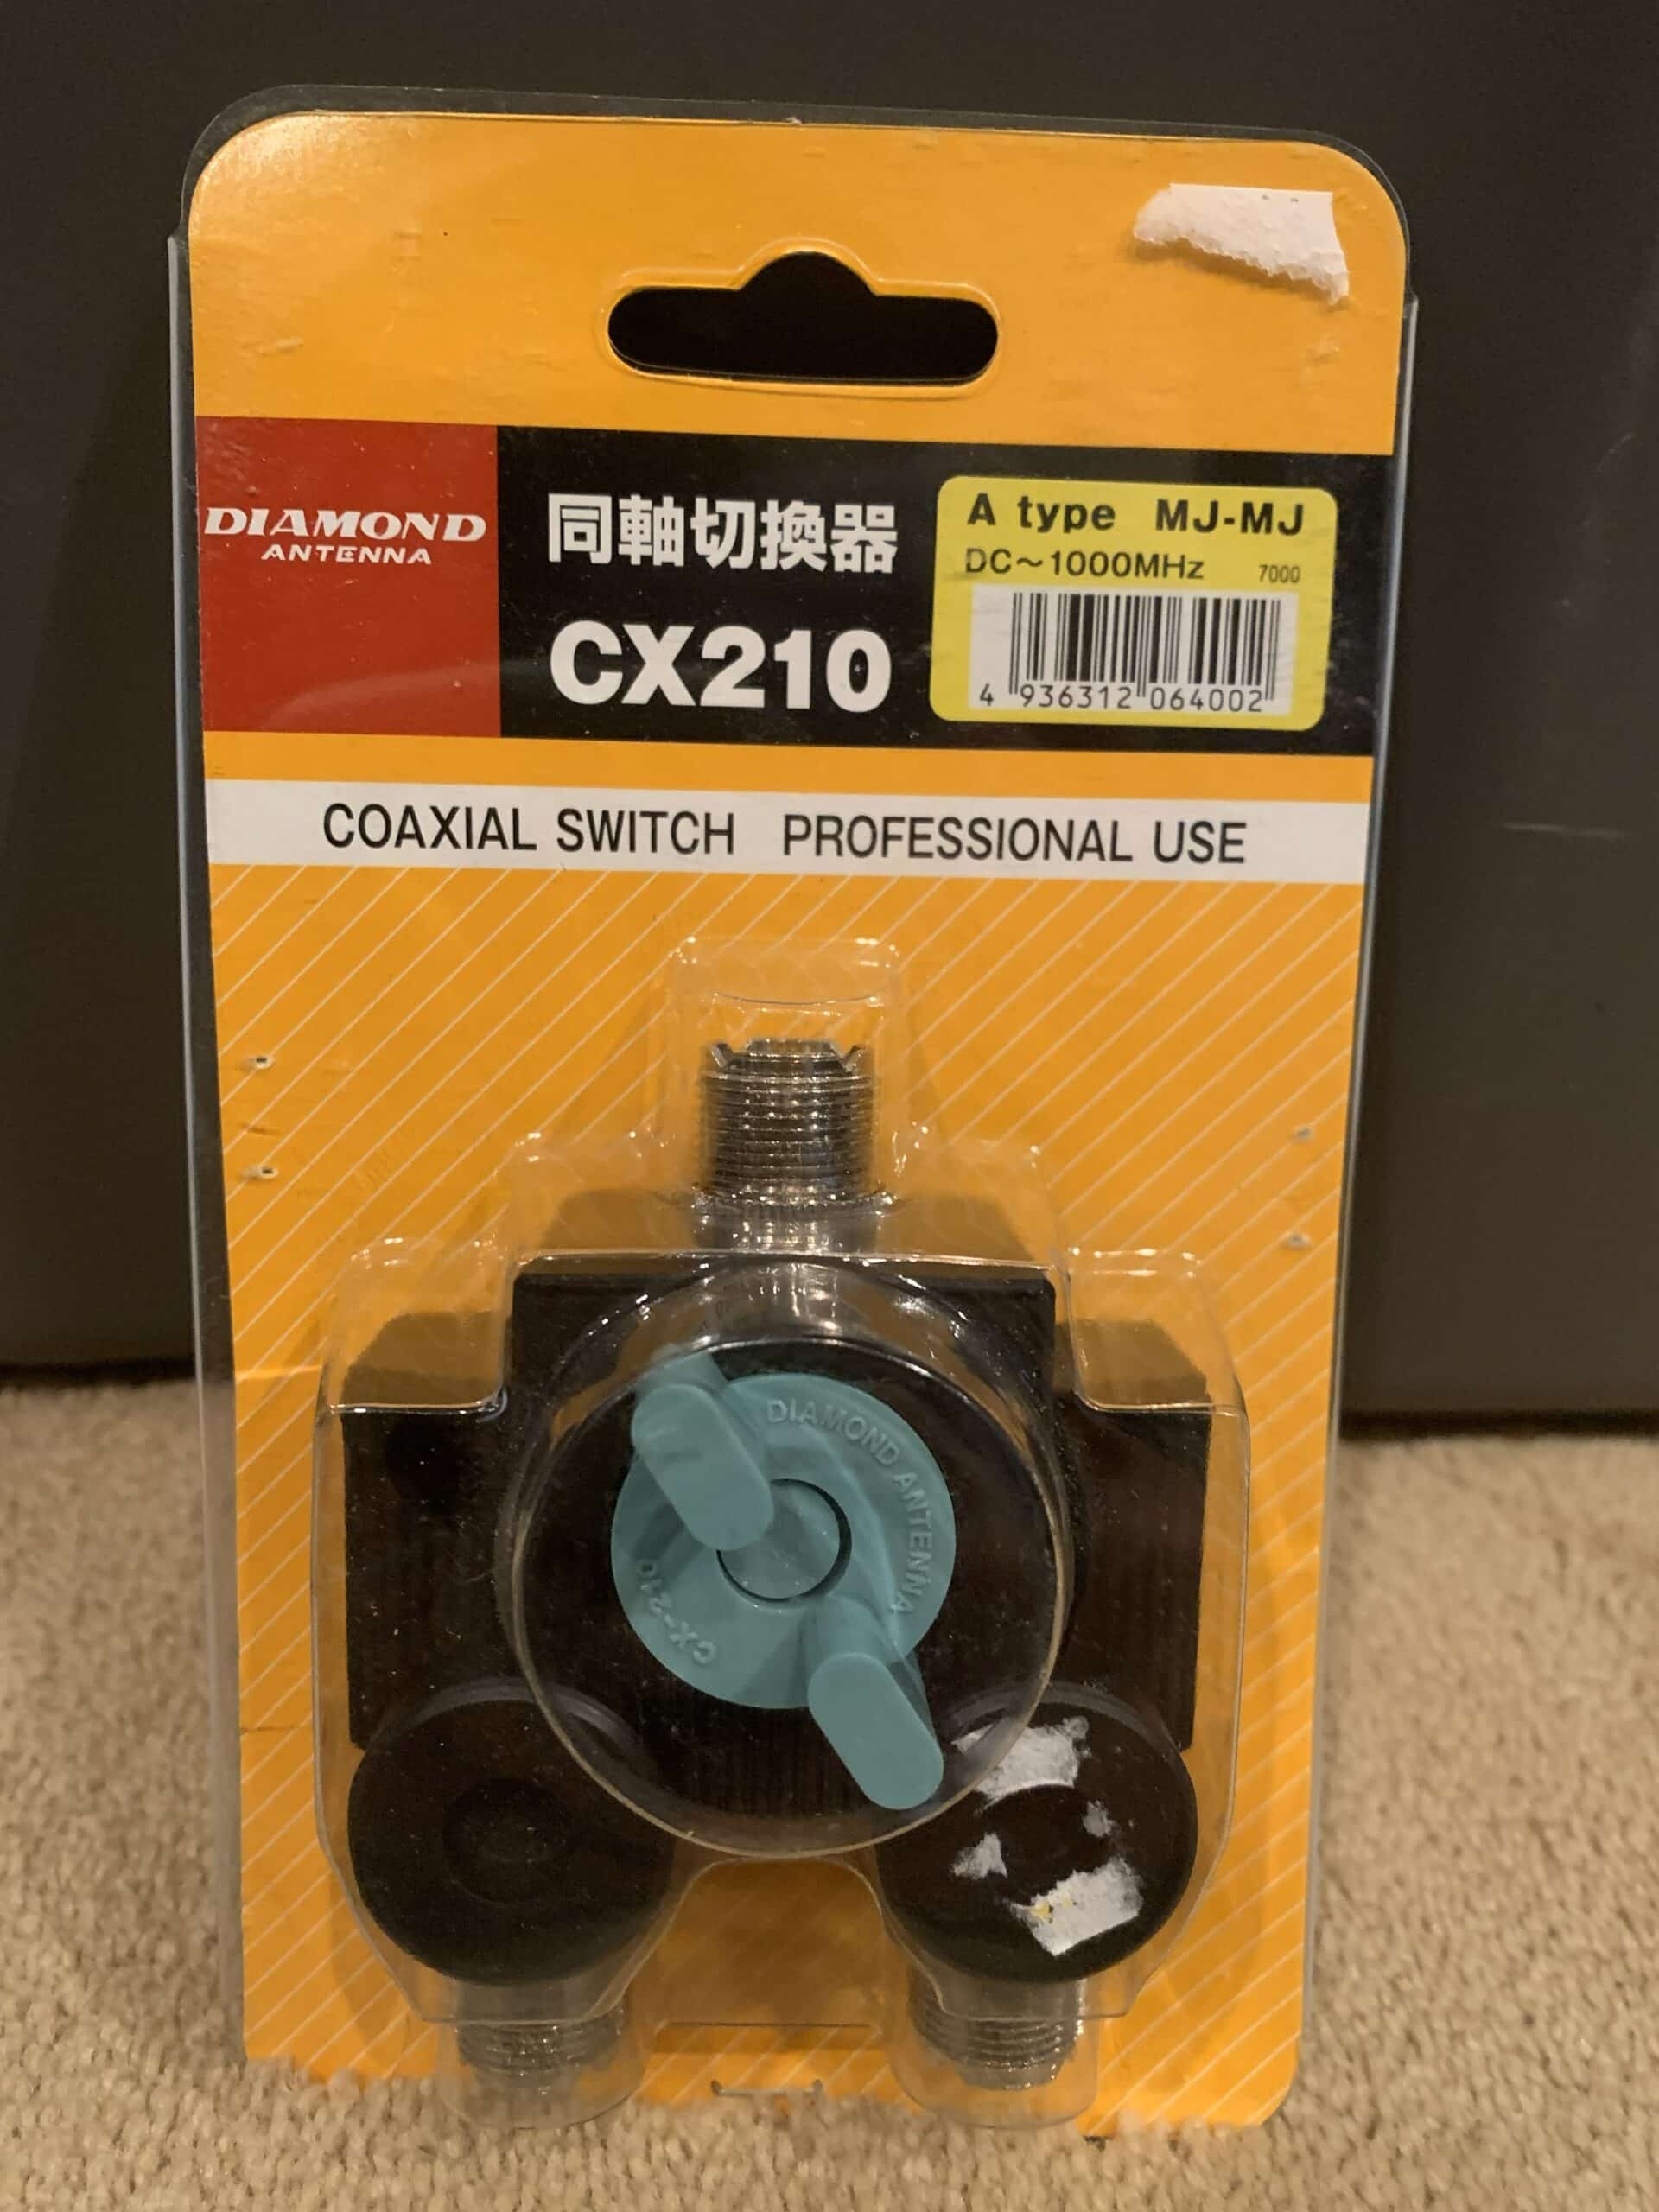 DIAMOND
ANTENNA
同軸切換器
CX210
A type MJ-MJ
DC～1000MHz 7000
4 936312 064002
COAXIAL SWITCH PROFESSIONAL USE
DIAMOND ANTENNA
CX-210